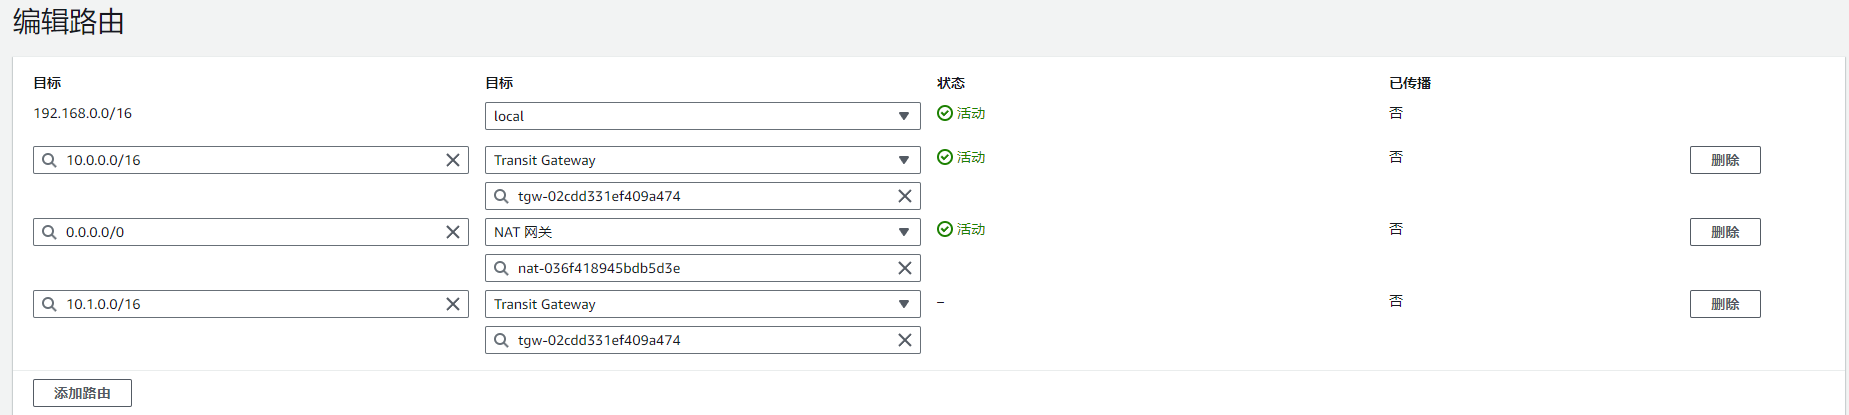 编辑路由
目标 目标 状态 已传播
192.168.0.0/16 local 活动 否
10.0.0.0/16 Transit Gateway 活动 否 删除
tgw-02cdd331ef409a474
0.0.0.0/0 NAT 网关 活动 否 删除
nat-036f418945bdb5d3e
10.1.0.0/16 Transit Gateway – 否 删除
tgw-02cdd331ef409a474
添加路由